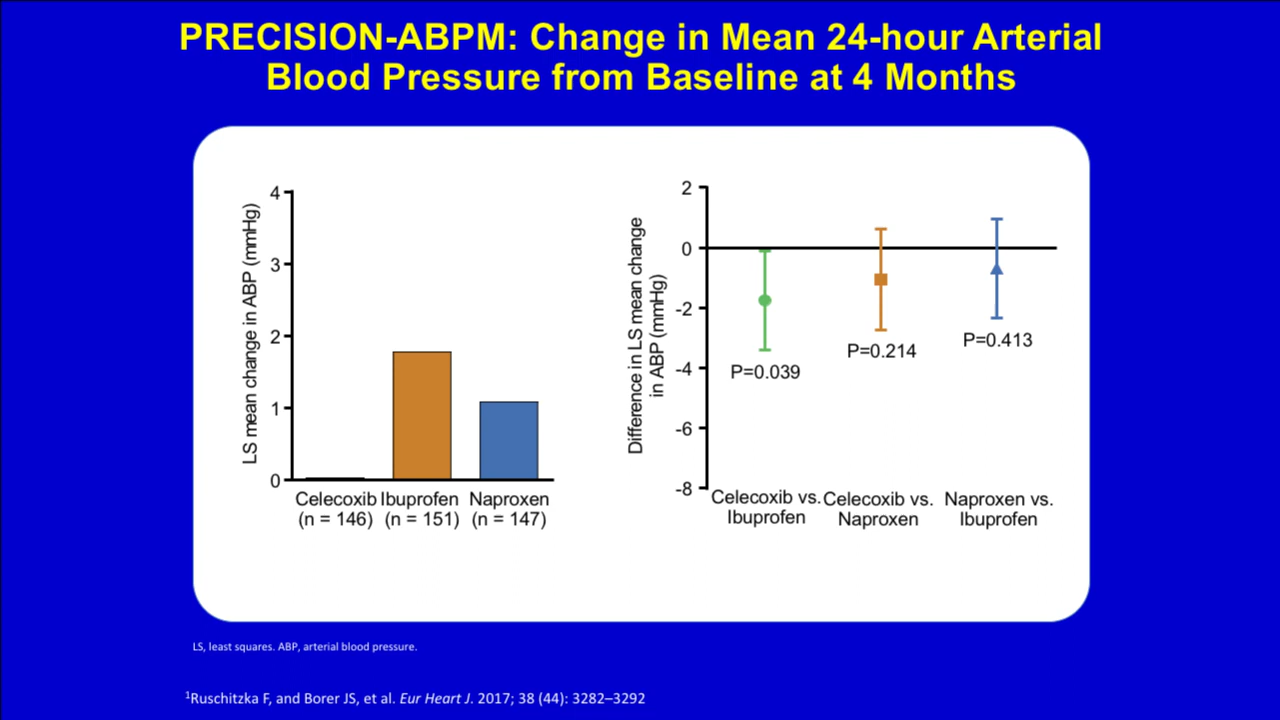 PRECISION-ABPM: Change in Mean 24-hour Arterial
Blood Pressure from Baseline at 4 Months
LS mean change in ABP (mmHg)
4
3
2
1
0
Celecoxib
(n = 146)
Ibuprofen
(n = 151)
Naproxen
(n = 147)
Difference in LS mean change
in ABP (mmHg)
2
0
-2
-4
-6
-8
P=0.039
P=0.214
P=0.413
Celecoxib vs.
Ibuprofen
Celecoxib vs.
Naproxen
Naproxen vs.
Ibuprofen
LS, least squares. ABP, arterial blood pressure.
¹Ruschitzka F, and Borer JS, et al. Eur Heart J. 2017; 38 (44): 3282–3292